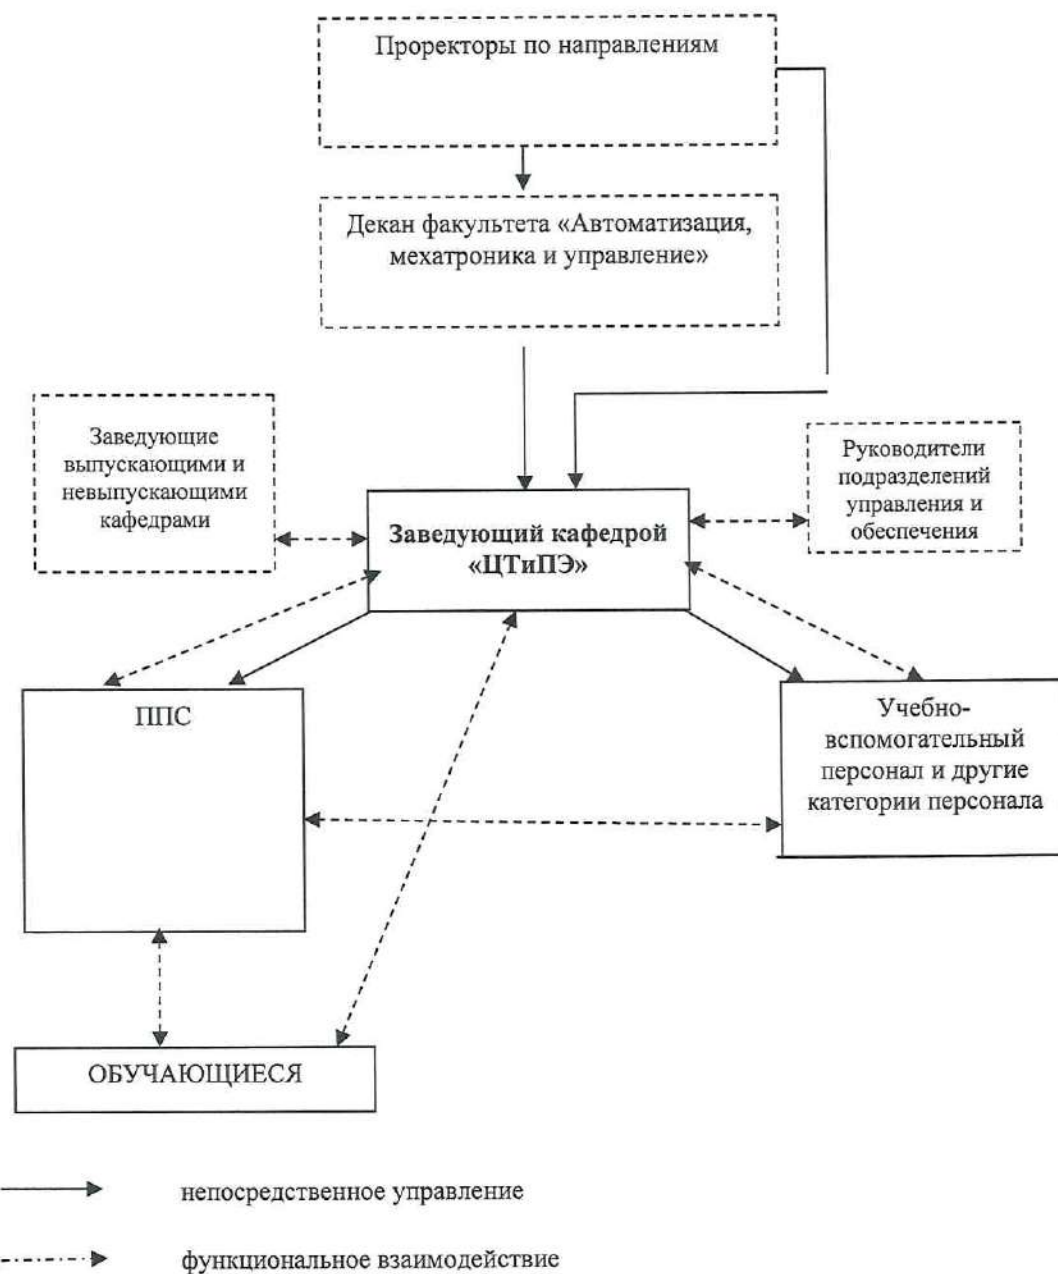 Проректоры по направлениям
Декан факультета «Автоматизация,
мехатроника и управление»
Заведующие
выпускающими и
невыпускающими
кафедрами
Руководители
подразделений
управления и
обеспечения
Заведующий кафедрой
«ЦТиПЭ»
ППС
Учебно-
вспомогательный
персонал и другие
категории персонала
ОБУЧАЮЩИЕСЯ
непосредственное управление
функциональное взаимодействие